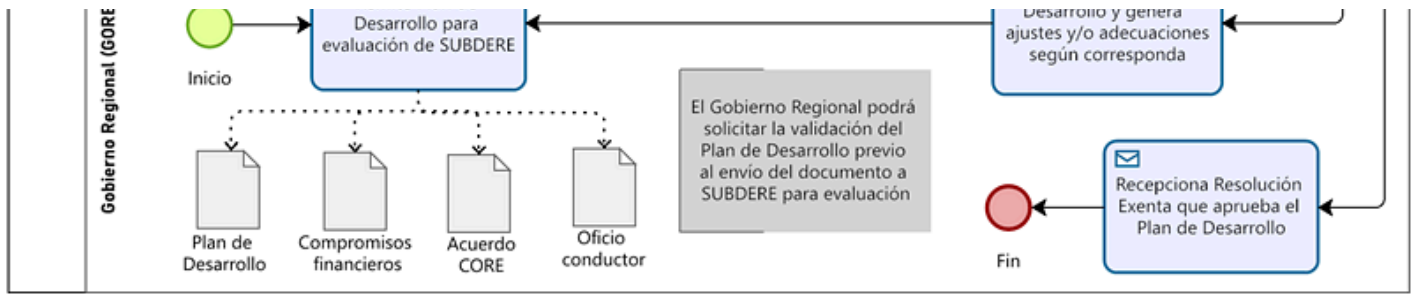 Gobierno Regional (GORE
Inicio
Desarrollo para
evaluación de SUBDERE
Desarrollo y genera
ajustes y/o adecuaciones
según corresponda
El Gobierno Regional podrá
solicitar la validación del
Plan de Desarrollo previo
al envío del documento a
SUBDERE para evaluación
Plan de
Desarrollo
Compromisos
financieros
Acuerdo
CORE
Oficio
conductor
Fin
Recepciona Resolución
Exenta que aprueba el
Plan de Desarrollo